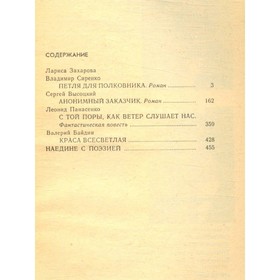 СОДЕРЖАНИЕ
Лариса Захарова
Владимир Сиренко
ПЕТЛЯ ДЛЯ ПОЛКОВНИКА. Роман . . . 3
Сергей Высоцкий
АНОНИМНЫЙ ЗАКАЗЧИК. Роман . . . 162
Леонид Панасенко
С ТОЙ ПОРЫ, КАК ВЕТЕР СЛУШАЕТ НАС.
Фантастическая повесть . . . 359
Валерий Байдин
КРАСА ВСЕСВЕТЛАЯ . . . 428
НАЕДИНЕ С ПОЭЗИЕЙ . . . 455